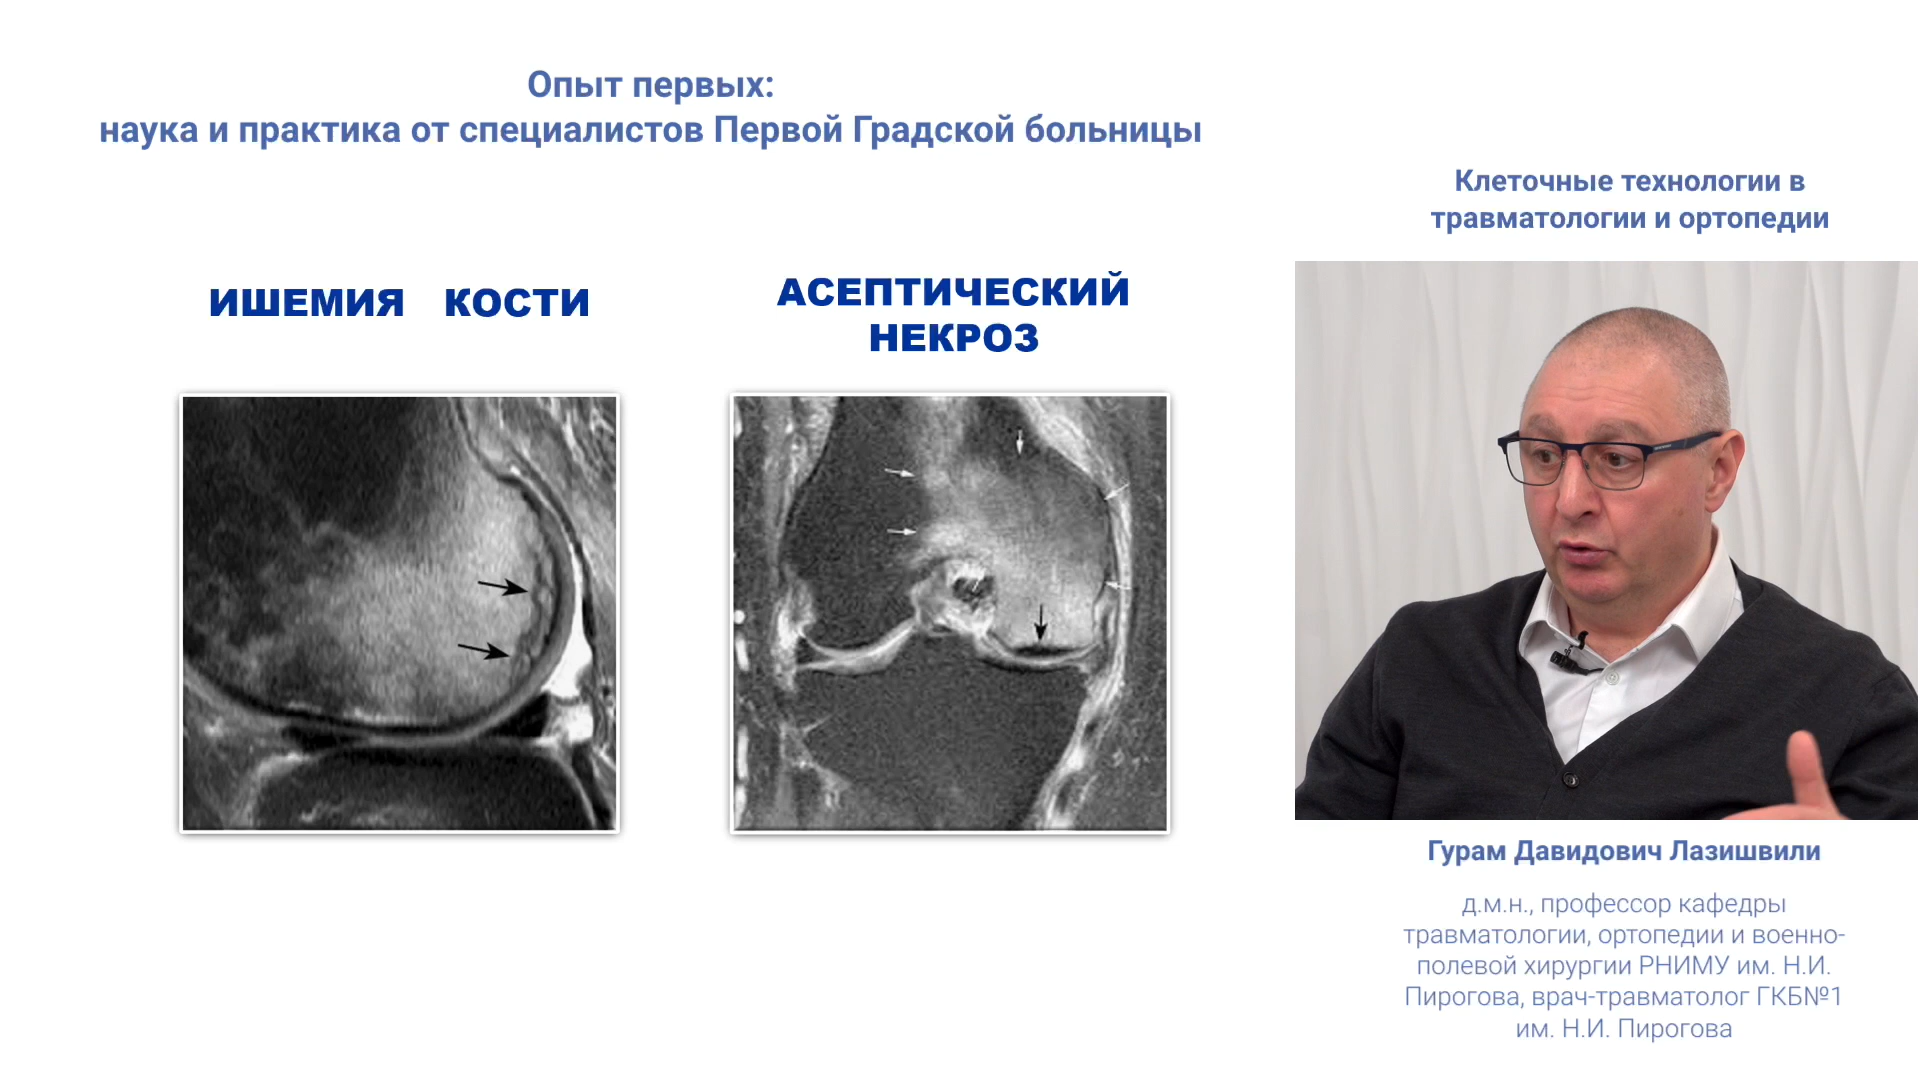 Опыт первых:
наука и практика от специалистов Первой Градской больницы
Клеточные технологии в
травматологии и ортопедии
ИШЕМИЯ КОСТИ
АСЕПТИЧЕСКИЙ
НЕКРОЗ
Гурам Давидович Лазишвили
д.м.н., профессор кафедры
травматологии, ортопедии и военно-
полевой хирургии РНИМУ им. Н.И.
Пирогова, врач-травматолог ГКБ№1
им. Н.И. Пирогова